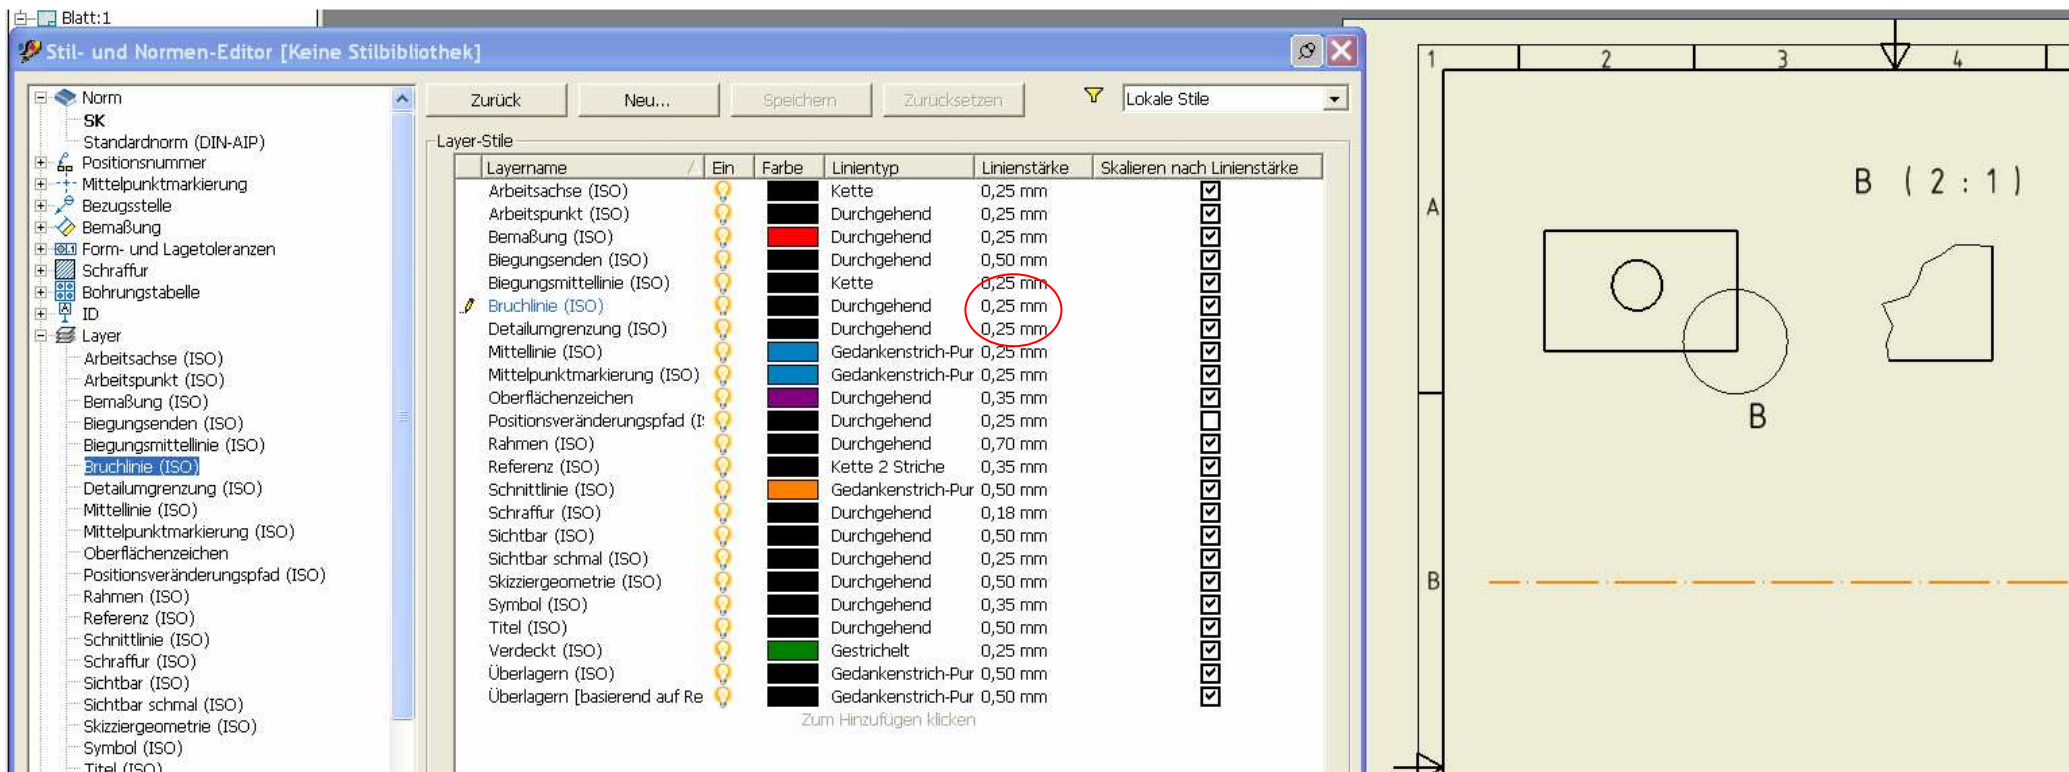 Blatt:1
Stil- und Normen-Editor [Keine Stilbibliothek]
Norm
SK
Standardnorm (DIN-AIP)
Positionsnummer
Mittelpunktmarkierung
Bezugsstelle
Bemaßung
Form- und Lagetoleranzen
Schraffur
Bohrungstabelle
ID
Layer
Arbeitsachse (ISO)
Arbeitspunkt (ISO)
Bemaßung (ISO)
Biegungsenden (ISO)
Biegungsmittellinie (ISO)
Bruchlinie (ISO)
Detailumgrenzung (ISO)
Mittellinie (ISO)
Mittelpunktmarkierung (ISO)
Oberflächenzeichen
Positionsveränderungspfad (ISO)
Rahmen (ISO)
Referenz (ISO)
Schnittlinie (ISO)
Schraffur (ISO)
Sichtbar (ISO)
Sichtbar schmal (ISO)
Skizziergeometrie (ISO)
Symbol (ISO)
Titel (ISO)
Zurück Neu... Speichern Zurücksetzen Lokale Stile
Layer-Stile
Layername Ein Farbe Linientyp Linienstärke Skalieren nach Linienstärke
Arbeitsachse (ISO) Kette 0,25 mm
Arbeitspunkt (ISO) Durchgehend 0,25 mm
Bemaßung (ISO) Durchgehend 0,25 mm
Biegungsenden (ISO) Durchgehend 0,50 mm
Biegungsmittellinie (ISO) Kette 0,25 mm
Bruchlinie (ISO) Durchgehend 0,25 mm
Detailumgrenzung (ISO) Durchgehend 0,25 mm
Mittellinie (ISO) Gedankenstrich-Pur 0,25 mm
Mittelpunktmarkierung (ISO) Gedankenstrich-Pur 0,25 mm
Oberflächenzeichen Durchgehend 0,35 mm
Positionsveränderungspfad (I Durchgehend 0,25 mm
Rahmen (ISO) Durchgehend 0,70 mm
Referenz (ISO) Kette 2 Striche 0,35 mm
Schnittlinie (ISO) Gedankenstrich-Pur 0,50 mm
Schraffur (ISO) Durchgehend 0,18 mm
Sichtbar (ISO) Durchgehend 0,50 mm
Sichtbar schmal (ISO) Durchgehend 0,25 mm
Skizziergeometrie (ISO) Durchgehend 0,50 mm
Symbol (ISO) Durchgehend 0,35 mm
Titel (ISO) Durchgehend 0,50 mm
Verdeckt (ISO) Gestrichelt 0,25 mm
Überlagern (ISO) Gedankenstrich-Pur 0,50 mm
Überlagern [basierend auf Re Gedankenstrich-Pur 0,50 mm
Zum Hinzufügen klicken
1 2 3 4
A
B ( 2 : 1 )
B
B